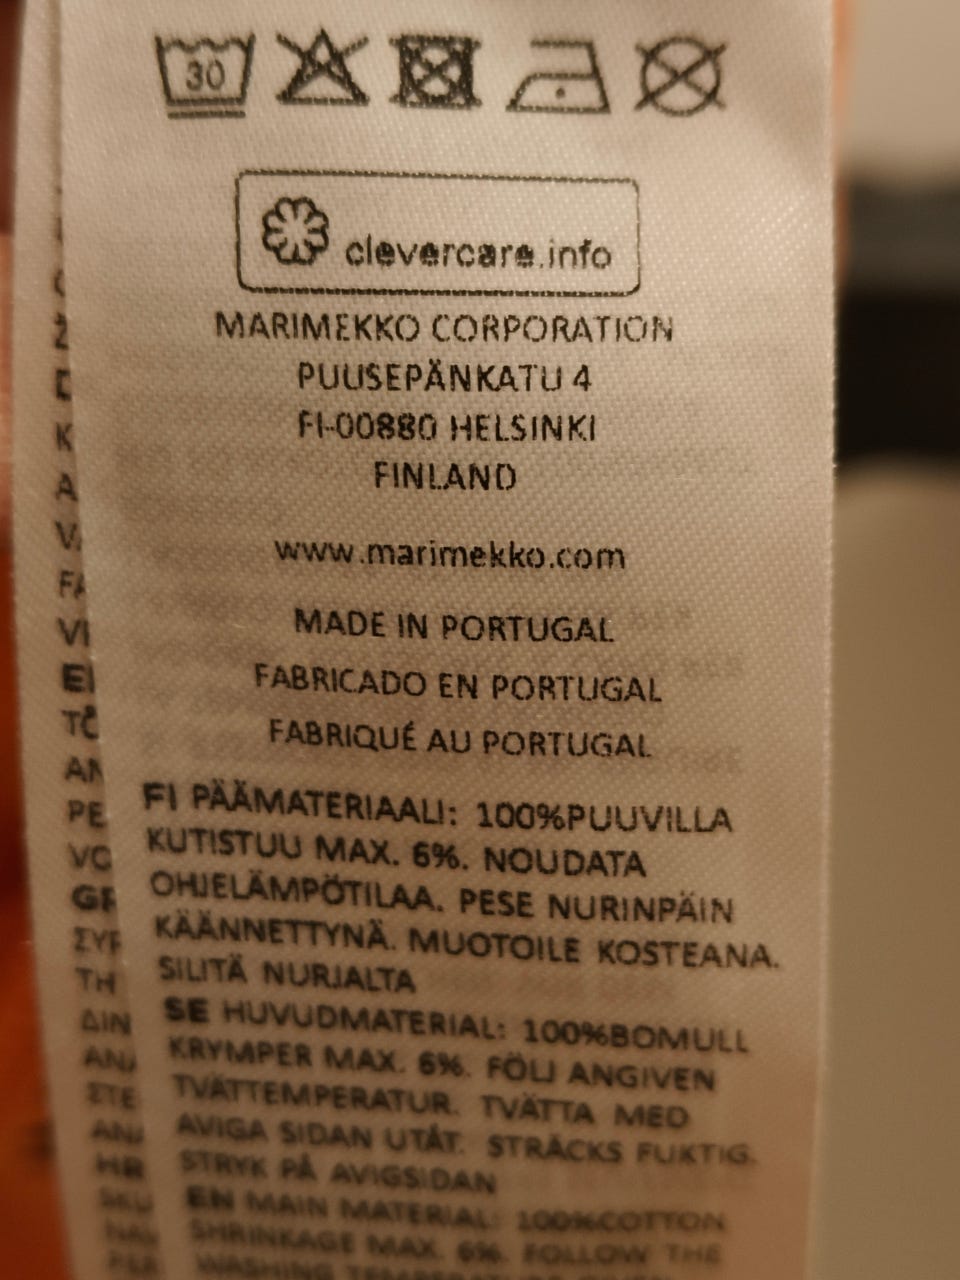 30
clevercare.info
MARIMEKKO CORPORATION
PUUSEPÄNKATU 4
FI-00880 HELSINKI
FINLAND
www.marimekko.com
MADE IN PORTUGAL
FABRICADO EN PORTUGAL
FABRIQUÉ AU PORTUGAL
FI PÄÄMATERIAALI: 100%PUUVILLA
KUTISTUU MAX. 6%. NOUDATA
OHJELÄMPÖTILAA. PESE NURINPÄIN
KÄÄNNETTYNÄ. MUOTOILE KOSTEANA.
SILITÄ NURJALTA
SE HUVUDMATERIAL: 100%BOMULL
KRYMPER MAX. 6%. FÖLJ ANGIVEN
TVÄTTEMPERATUR. TVÄTTA MED
AVIGA SIDAN UTÅT. STRÄCKS FUKTIG.
STRYK PÅ AVIGSIDAN
EN MAIN MATERIAL: 100%COTTON
SHRINKAGE MAX. 6%. FOLLOW THE
WASHING TEMPERATURE